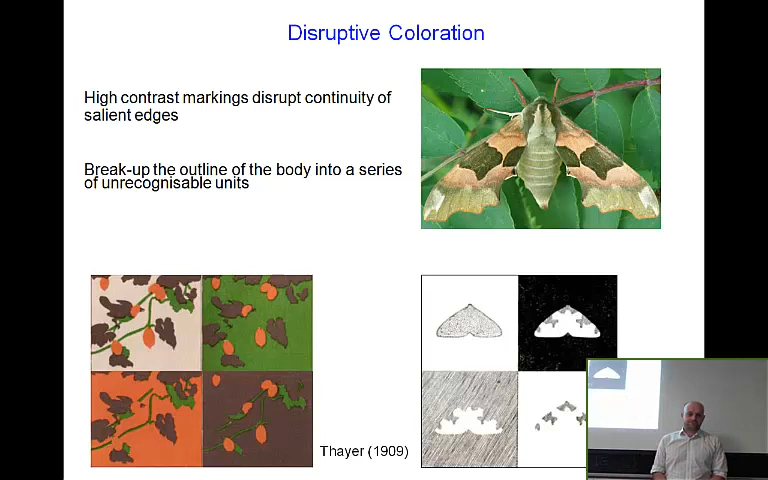 Disruptive Coloration
High contrast markings disrupt continuity of
salient edges
Break-up the outline of the body into a series
of unrecognisable units
Thayer (1909)